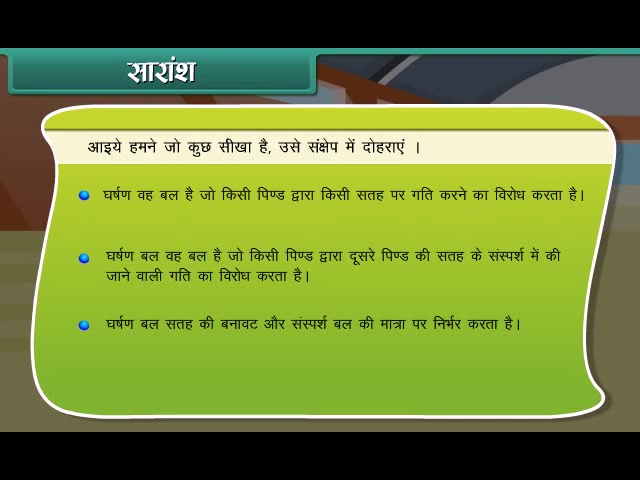 सारांश
आइये हमने जो कुछ सीखा है, उसे संक्षेप में दोहराएं ।
घर्षण वह बल है जो किसी पिण्ड द्वारा किसी सतह पर गति करने का विरोध करता है।
घर्षण बल वह बल है जो किसी पिण्ड द्वारा दूसरे पिण्ड की सतह के संस्पर्श में की
जाने वाली गति का विरोध करता है।
घर्षण बल सतह की बनावट और संस्पर्श बल की मात्रा पर निर्भर करता है।